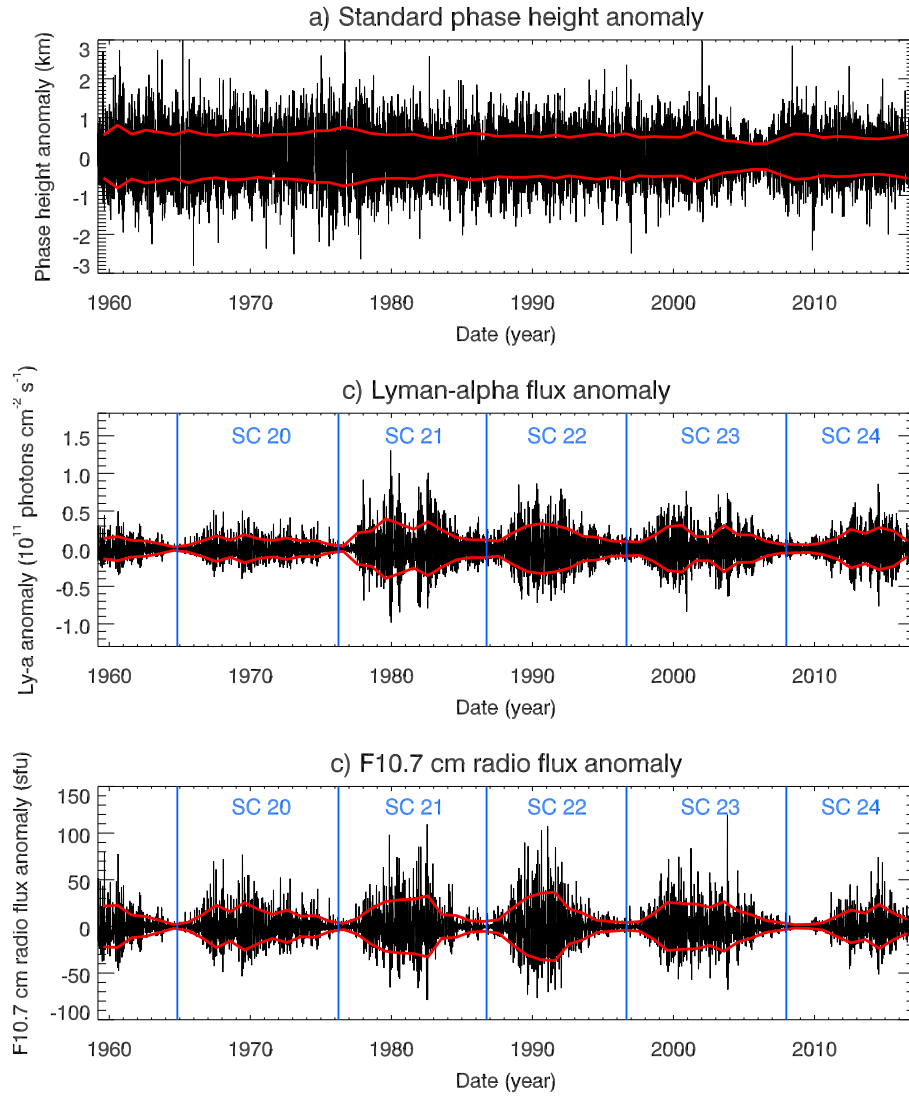 a) Standard phase height anomaly
Phase height anomaly (km)
3
2
1
0
-1
-2
-3
1960 1970 1980 1990 2000 2010
Date (year)
c) Lyman-alpha flux anomaly
Ly-a anomaly (10¹¹ photons cm⁻² s⁻¹)
SC 20 SC 21 SC 22 SC 23 SC 24
1.5
1.0
0.5
0.0
-0.5
-1.0
1960 1970 1980 1990 2000 2010
Date (year)
c) F10.7 cm radio flux anomaly
F10.7 cm radio flux anomaly (sfu)
SC 20 SC 21 SC 22 SC 23 SC 24
150
100
50
0
-50
-100
1960 1970 1980 1990 2000 2010
Date (year)